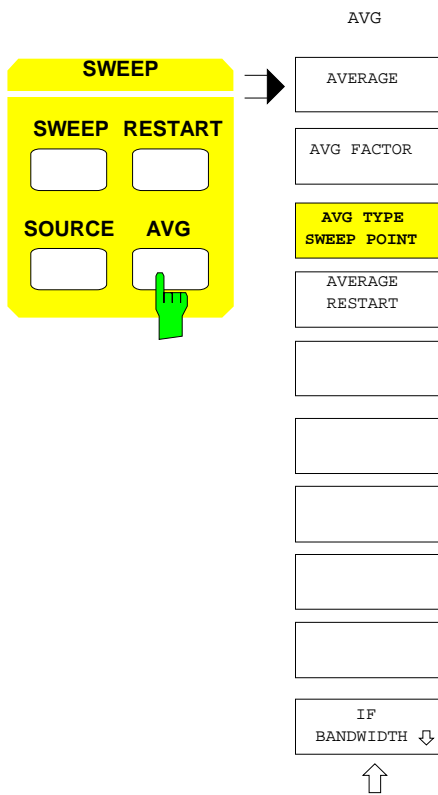 SWEEP
SWEEP RESTART
SOURCE AVG
AVG
AVERAGE
AVG FACTOR
AVG TYPE
SWEEP POINT
AVERAGE
RESTART
IF
BANDWIDTH